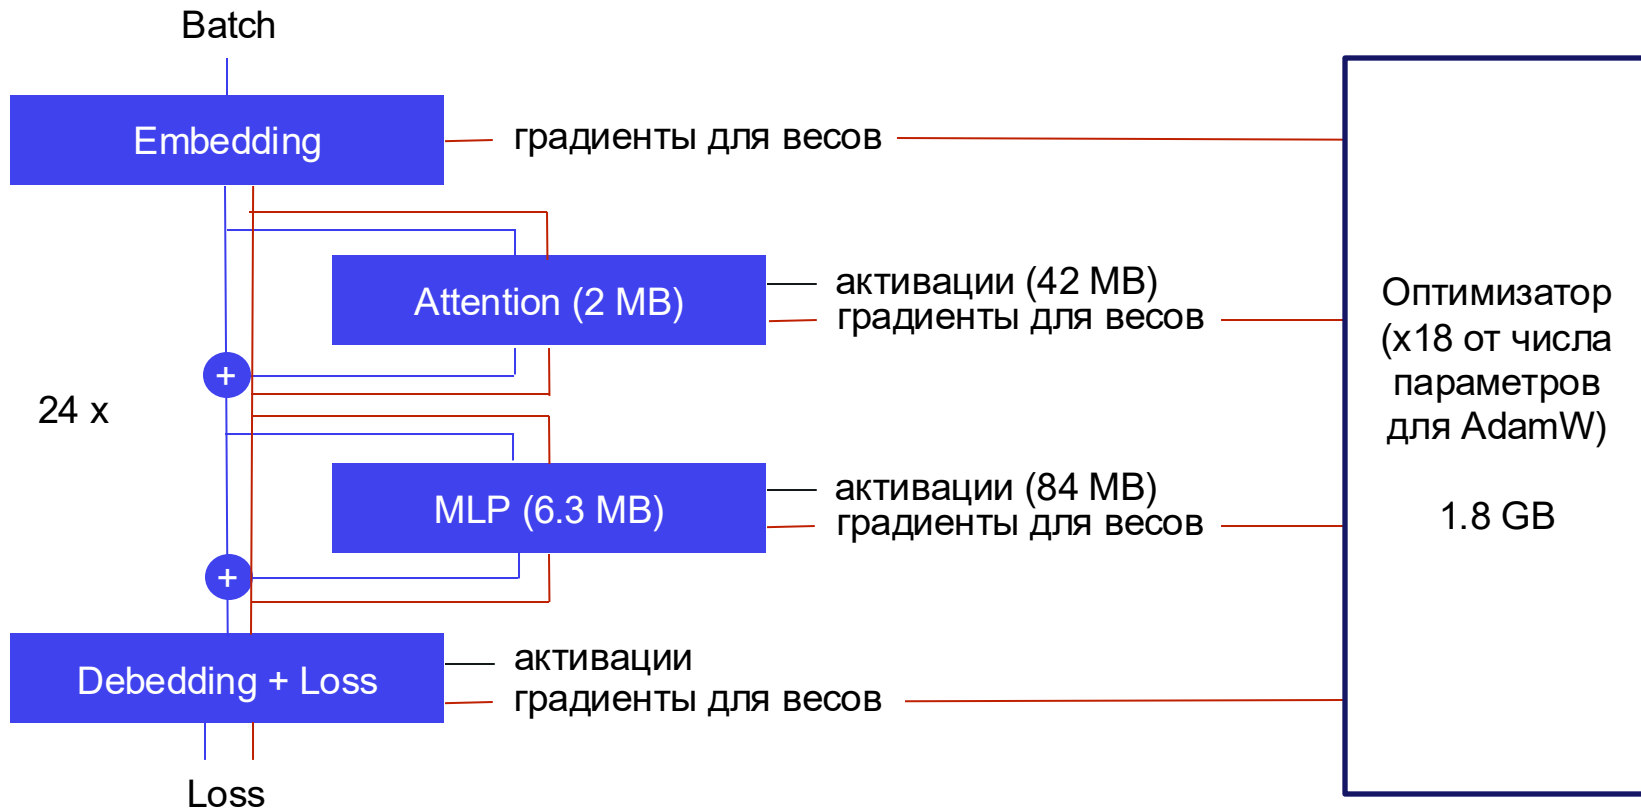 Batch
Embedding
градиенты для весов
Attention (2 MB)
активации (42 MB)
градиенты для весов
+
24 x
MLP (6.3 MB)
активации (84 MB)
градиенты для весов
+
Debedding + Loss
активации
градиенты для весов
Loss
Оптимизатор
(x18 от числа
параметров
для AdamW)
1.8 GB